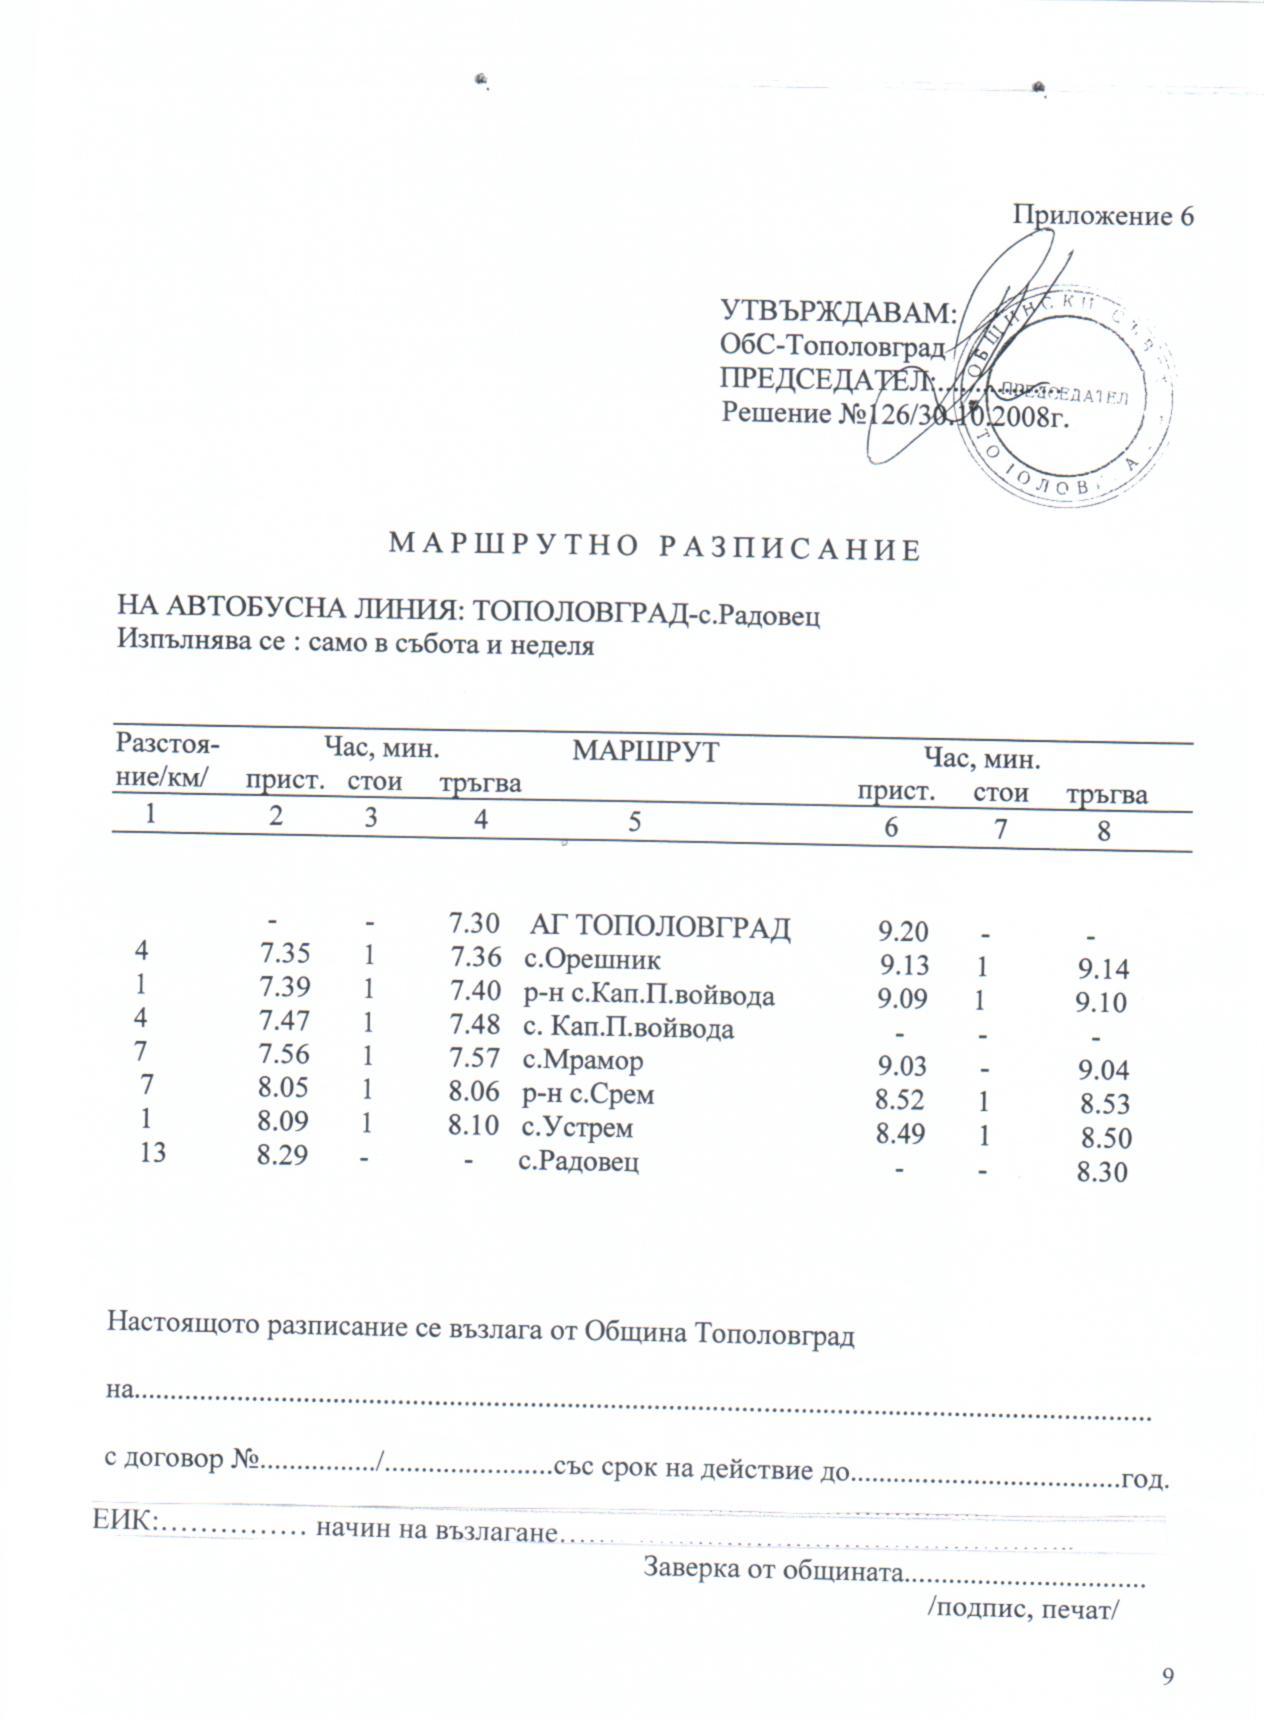 Приложение 6
УТВЪРЖДАВАМ:
ОбС-Тополовград
ПРЕДСЕДАТЕЛ:................
Решение №126/30.10.2008г.
ОБЩИНСКИ СЪВЕТ
ПРЕДСЕДАТЕЛ
МАРШРУТНО РАЗПИСАНИЕ
НА АВТОБУСНА ЛИНИЯ: ТОПОЛОВГРАД-с.Радовец
Изпълнява се : само в събота и неделя
Разстоя- Час, мин. МАРШРУТ Час, мин.
ние/км/ прист. стои тръгва прист. стои тръгва
1 2 3 4 5 6 7 8
- - 7.30 АГ ТОПОЛОВГРАД 9.20 - -
4 7.35 1 7.36 с.Орешник 9.13 1 9.14
1 7.39 1 7.40 р-н с.Кап.П.войвода 9.09 1 9.10
4 7.47 1 7.48 с. Кап.П.войвода - - -
7 7.56 1 7.57 с.Мрамор 9.03 - 9.04
7 8.05 1 8.06 р-н с.Срем 8.52 1 8.53
1 8.09 1 8.10 с.Устрем 8.49 1 8.50
13 8.29 - - с.Радовец - - 8.30
Настоящото разписание се възлага от Община Тополовград
на................................................................................
с договор №................/.......................със срок на действие до.....................................год.
ЕИК:............... начин на възлагане......................................................
Заверка от общината.................................
/подпис, печат/
9